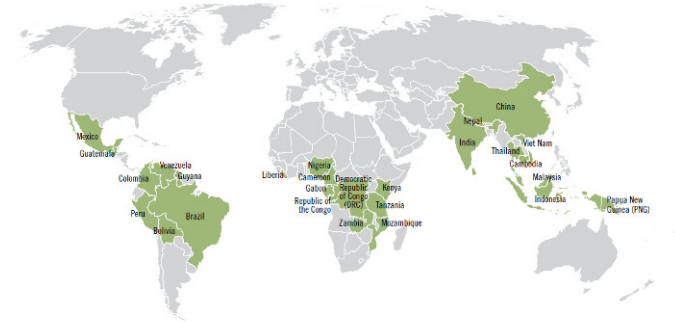 Mexico
Guatemala
Venezuela
Guyana
Colombia
Peru
Brazil
Bolivia
Liberia
Nigeria
Cameroon
Gabon
Republic of
the Congo
Democratic
Republic
of Congo
(DRC)
Kenya
Tanzania
Zambia
Mozambique
China
Nepal
India
Viet Nam
Thailand
Cambodia
Malaysia
Indonesia
Papua New
Guinea (PNG)